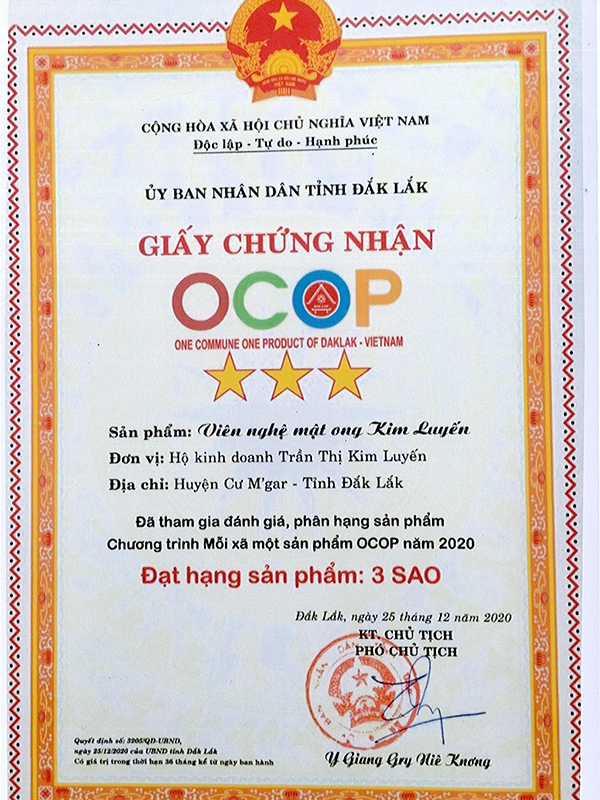 CỘNG HÒA XÃ HỘI CHỦ NGHĨA VIỆT NAM
Độc lập - Tự do - Hạnh phúc
ỦY BAN NHÂN DÂN TỈNH ĐẮK LẮK
GIẤY CHỨNG NHẬN
OCOP
ONE COMMUNE ONE PRODUCT OF DAKLAK - VIETNAM
Sản phẩm: Viên nghệ mật ong Kim Luyến
Đơn vị: Hộ kinh doanh Trần Thị Kim Luyến
Địa chỉ: Huyện Cư M'gar - Tỉnh Đắk Lắk
Đã tham gia đánh giá, phân hạng sản phẩm
Chương trình Mỗi xã một sản phẩm OCOP năm 2020
Đạt hạng sản phẩm: 3 SAO
Đắk Lắk, ngày 25 tháng 12 năm 2020
KT. CHỦ TỊCH
PHÓ CHỦ TỊCH
Quyết định số: 3205/QĐ-UBND,
ngày 25/12/2020 của UBND tỉnh Đắk Lắk
Có giá trị trong thời hạn 36 tháng kể từ ngày ban hành
Y Giang Gry Niê Knơng